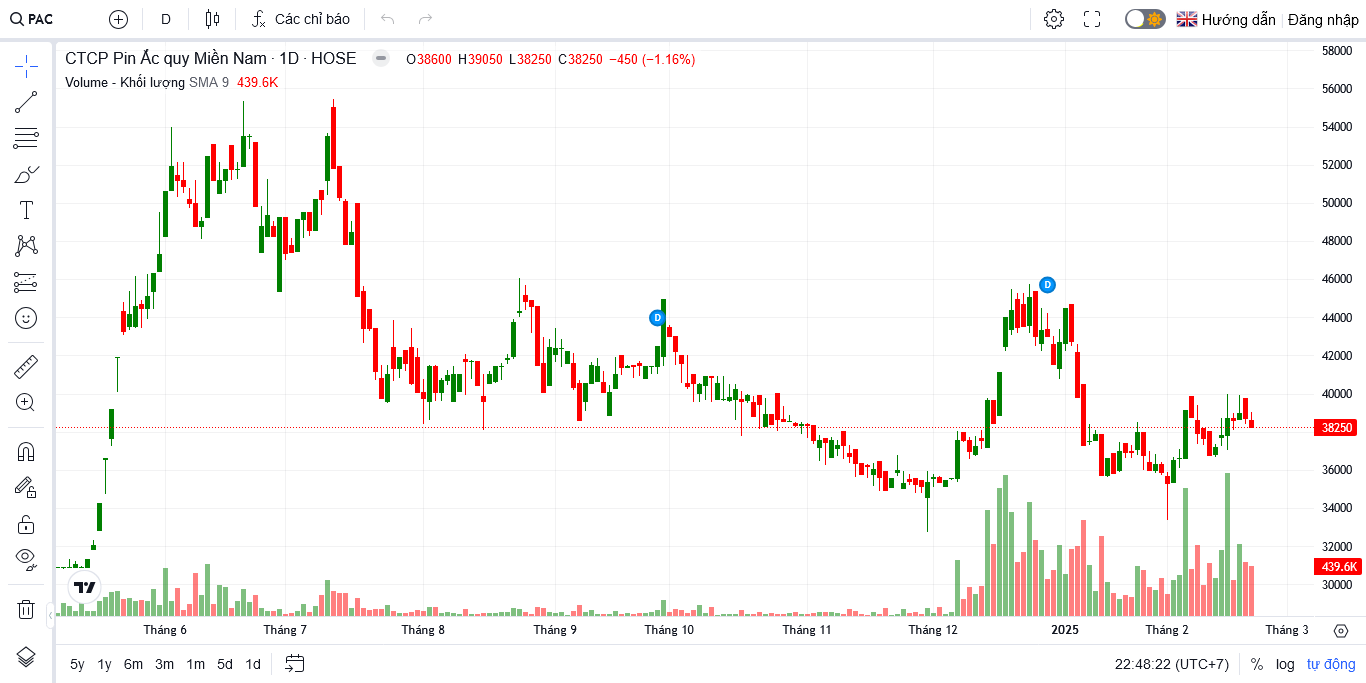 PAC D Các chỉ báo Hướng dẫn Đăng nhập
CTCP Pin Ắc quy Miền Nam · 1D · HOSE O38600 H39050 L38250 C38250 −450 (−1.16%)
Volume - Khối lượng SMA 9 439.6K
58000
56000
54000
52000
50000
48000
46000
D
44000
D
42000
40000
38250
36000
34000
32000
439.6K
30000
Tháng 6 Tháng 7 Tháng 8 Tháng 9 Tháng 10 Tháng 11 Tháng 12 2025 Tháng 2 Tháng 3
5y 1y 6m 3m 1m 5d 1d 22:48:22 (UTC+7) % log tự động